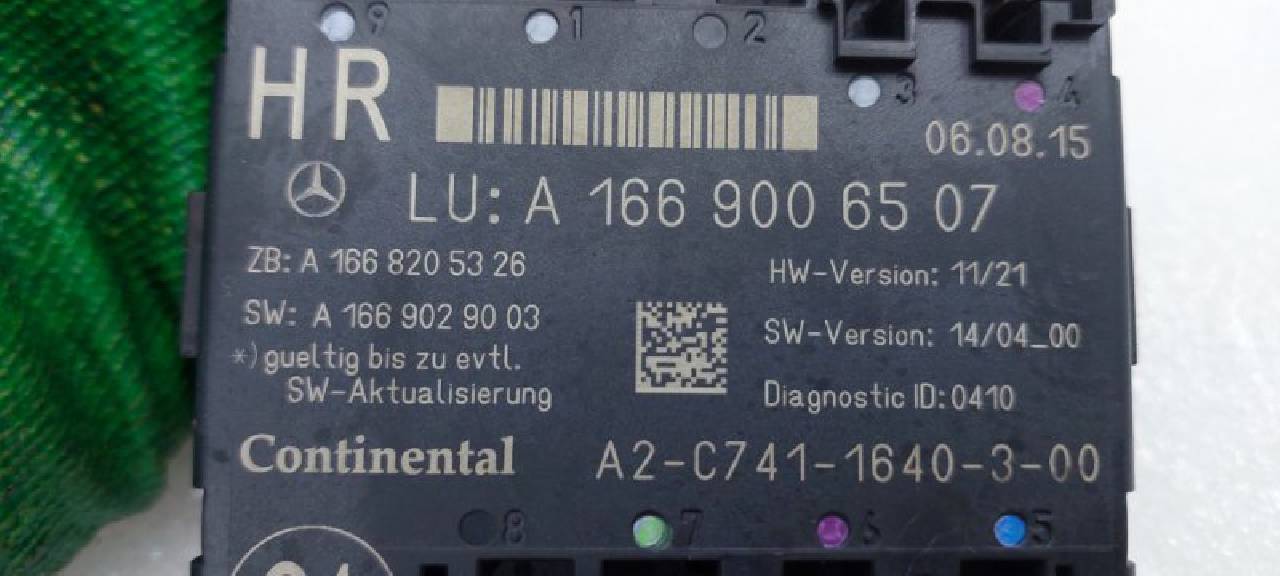 9 1 2
HR
3 4
06.08.15
LU: A 166 900 65 07
ZB: A 166 820 53 26
HW-Version: 11/21
SW: A 166 902 90 03
SW-Version: 14/04_00
*) gueltig bis zu evtl.
SW-Aktualisierung
Diagnostic ID:0410
Continental
A2-C741-1640-3-00
8 7 6 5